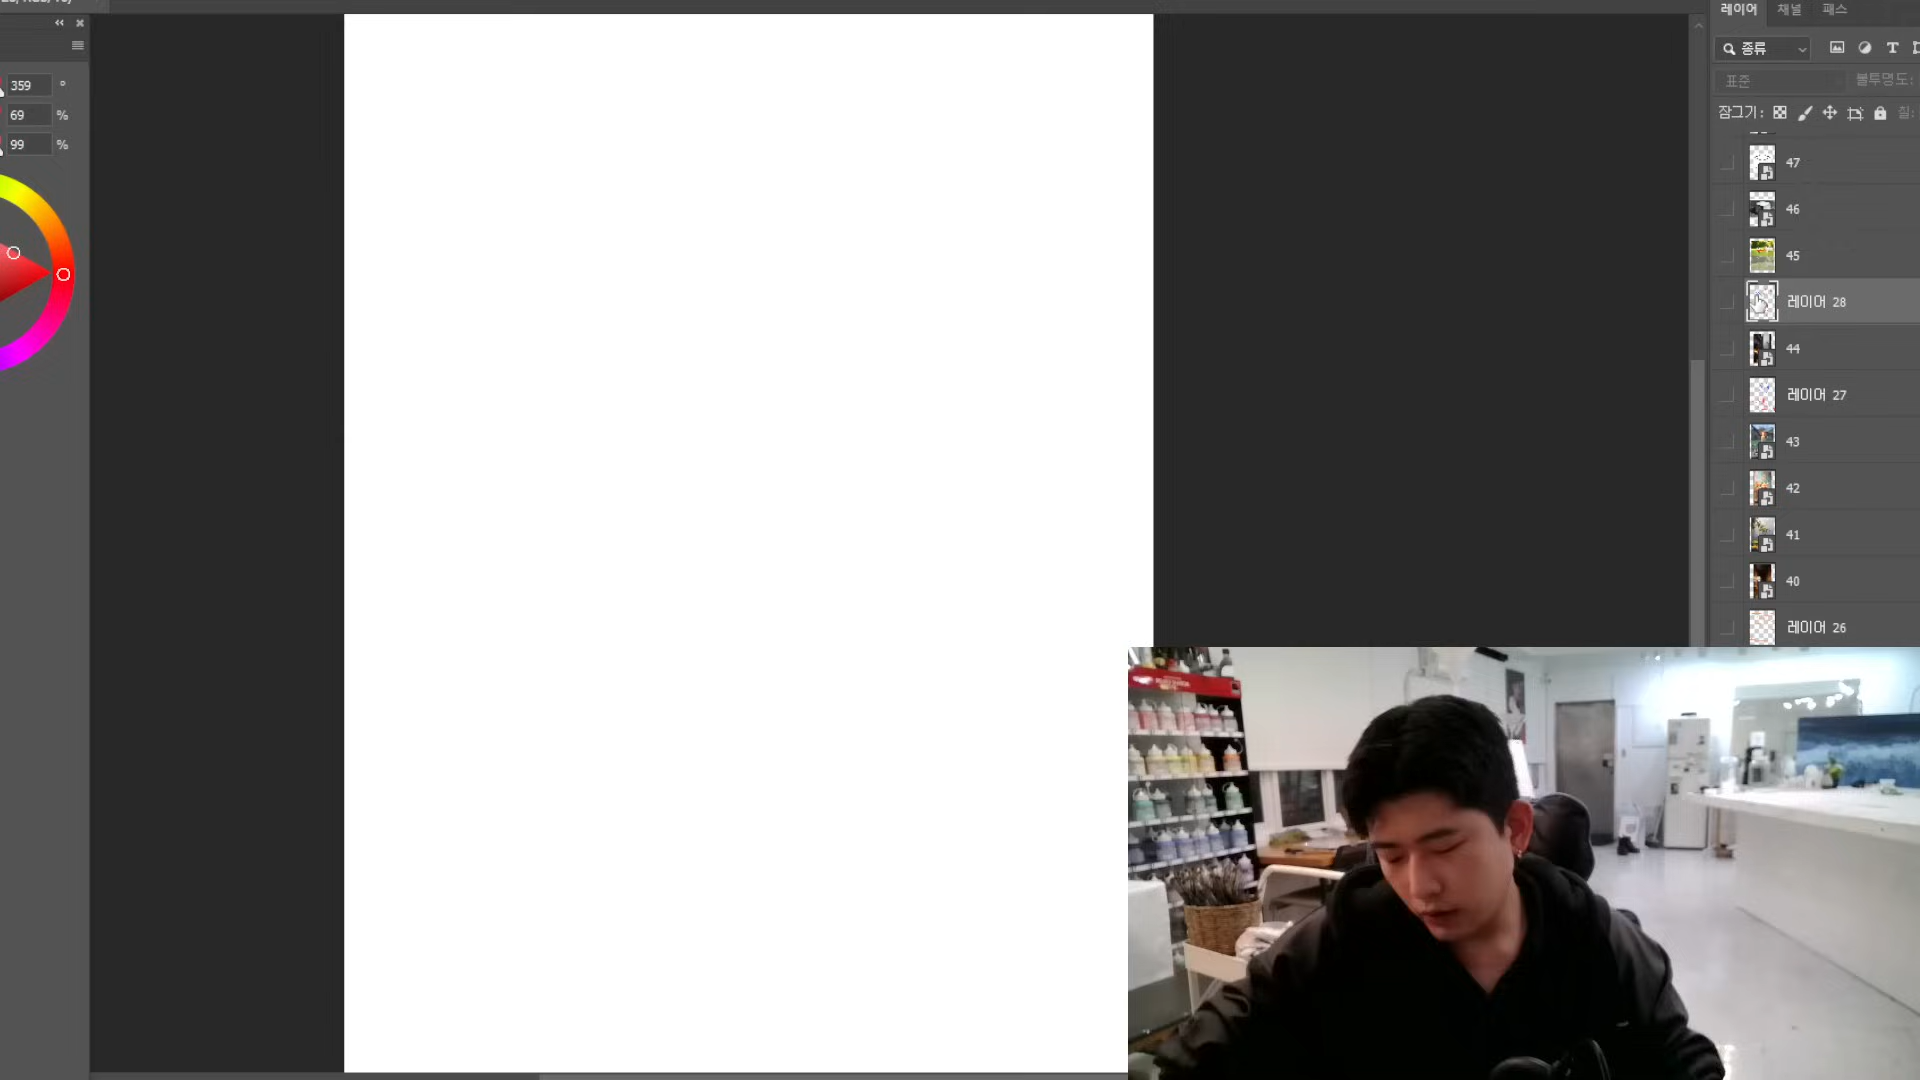 레이어 채널 패스
종류
표준 불투명도:
잠그기: 칠:
359 °
69 %
99 %
47
46
45
레이어 28
44
레이어 27
43
42
41
40
레이어 26